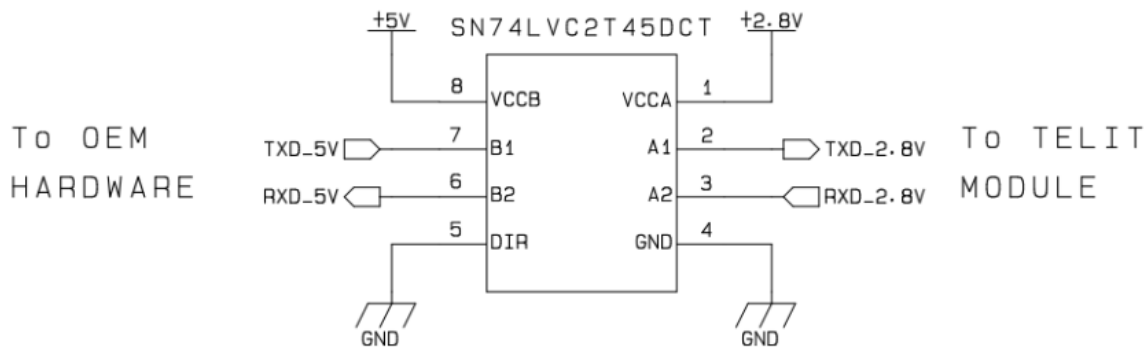 +5V SN74LVC2T45DCT +2.8V
8 VCCB VCCA 1
To OEM TXD_5V 7 B1 A1 2 TXD_2.8V To TELIT
HARDWARE RXD_5V 6 B2 A2 3 RXD_2.8V MODULE
5 DIR GND 4
GND GND